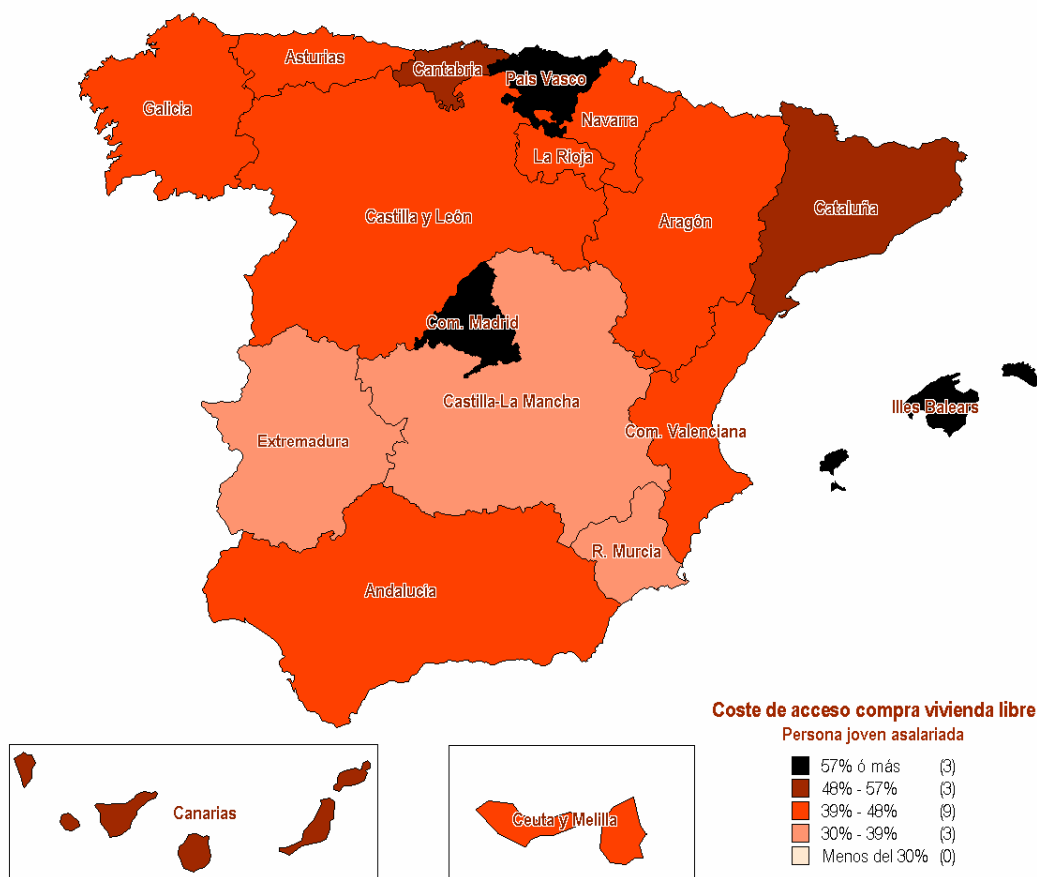 Asturias
Cantabria
Pais Vasco
Galicia
Navarra
La Rioja
Castilla y León
Aragón
Cataluña
Com. Madrid
Castilla-La Mancha
Illes Balears
Extremadura
Com. Valenciana
R. Murcia
Andalucía
Coste de acceso compra vivienda libre
Persona joven asalariada
57% ó más (3)
48% - 57% (3)
39% - 48% (9)
30% - 39% (3)
Menos del 30% (0)
Canarias
Ceuta y Melilla